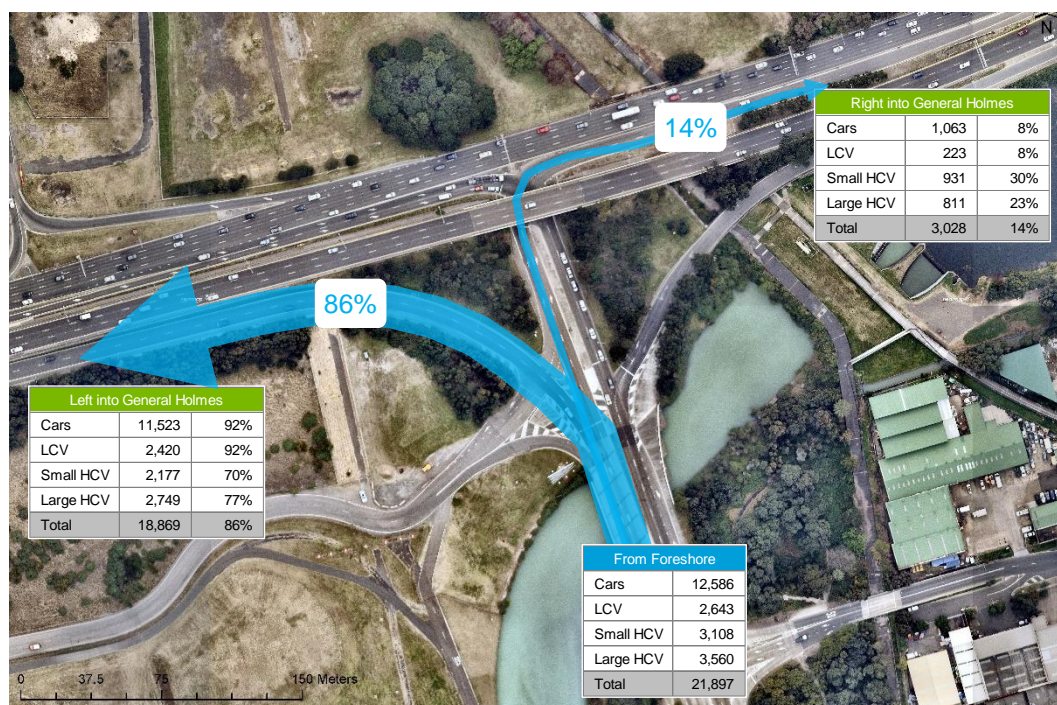 N
14%
Right into General Holmes
Cars 1,063 8%
LCV 223 8%
Small HCV 931 30%
Large HCV 811 23%
Total 3,028 14%
86%
Left into General Holmes
Cars 11,523 92%
LCV 2,420 92%
Small HCV 2,177 70%
Large HCV 2,749 77%
Total 18,869 86%
From Foreshore
Cars 12,586
LCV 2,643
Small HCV 3,108
Large HCV 3,560
Total 21,897
0 37.5 75 150 Meters